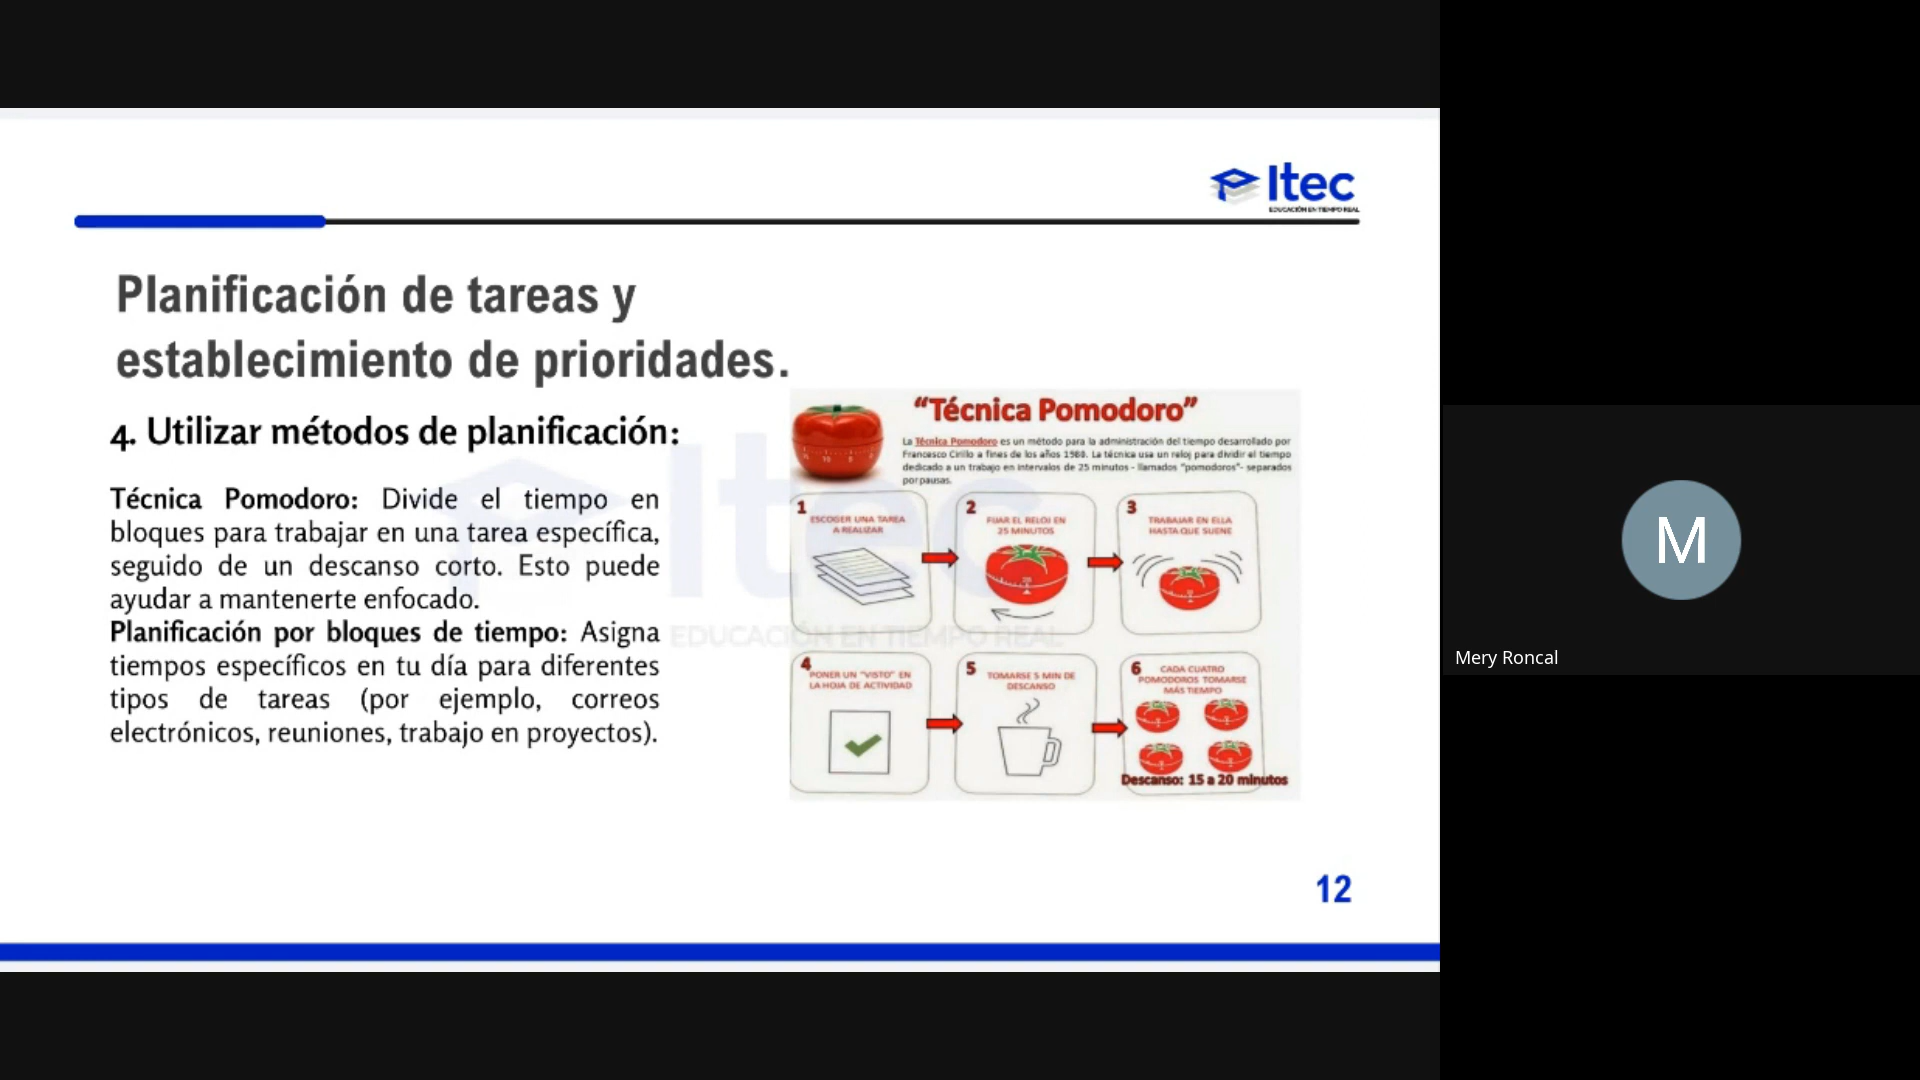 Itec
EDUCACIÓN EN TIEMPO REAL
Planificación de tareas y
establecimiento de prioridades.
4. Utilizar métodos de planificación:
Técnica Pomodoro: Divide el tiempo en
bloques para trabajar en una tarea específica,
seguido de un descanso corto. Esto puede
ayudar a mantenerte enfocado.
Planificación por bloques de tiempo: Asigna
tiempos específicos en tu día para diferentes
tipos de tareas (por ejemplo, correos
electrónicos, reuniones, trabajo en proyectos).
“Técnica Pomodoro”
La Técnica Pomodoro es un método para la administración del tiempo desarrollado por
Francesco Cirillo a fines de los años 1980. La técnica usa un reloj para dividir el tiempo
dedicado a un trabajo en intervalos de 25 minutos - llamados “pomodoros”- separados
por pausas.
1
ESCOGER UNA TAREA
A REALIZAR
2
FIJAR EL RELOJ EN
25 MINUTOS
3
TRABAJAR EN ELLA
HASTA QUE SUENE
4
PONER UN “VISTO” EN
LA HOJA DE ACTIVIDAD
5
TOMARSE 5 MIN DE
DESCANSO
6
CADA CUATRO
POMODOROS TOMARSE
MÁS TIEMPO
Descanso: 15 a 20 minutos
Itec
EDUCACIÓN EN TIEMPO REAL
12
M
Mery Roncal